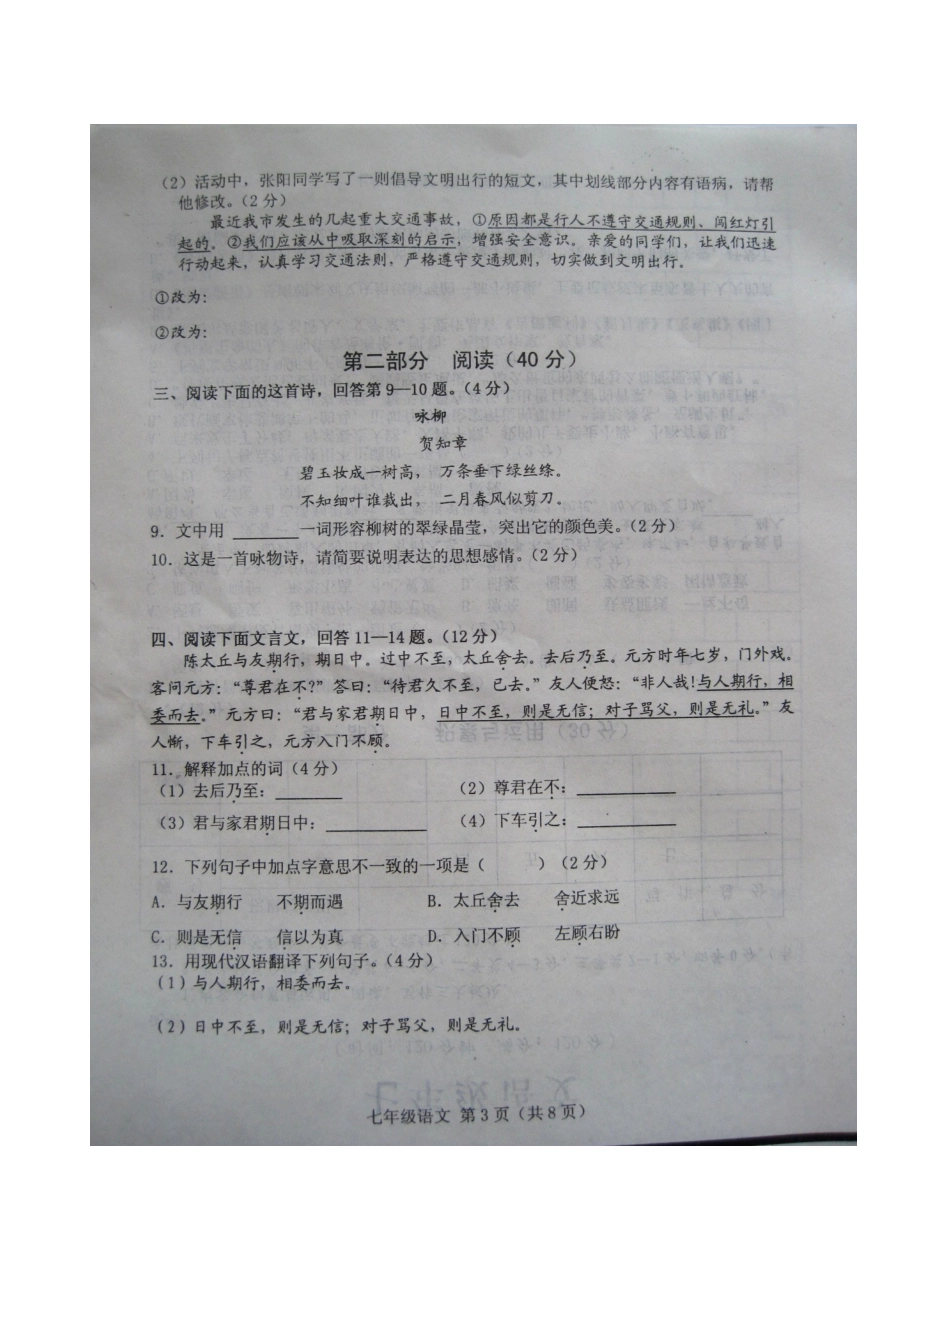 (2)活动中，张阳同学写了一则倡导文明出行的短文，其中划线部分内容有语病，请帮
他修改。(2分)
最近我市发生的几起重大交通事故，①原因都是行人不遵守交通规则、闯红灯引
起的。②我们应该从中吸取深刻的启示，增强安全意识。亲爱的同学们，让我们迅速
行动起来，认真学习交通法则，严格遵守交通规则，切实做到文明出行。
①改为：
②改为：
第二部分 阅读(40分)
三、阅读下面的这首诗，回答第9—10题。(4分)
咏柳
贺知章
碧玉妆成一树高， 万条垂下绿丝绦。
不知细叶谁裁出， 二月春风似剪刀。
9．文中用 ______一词形容柳树的翠绿晶莹，突出它的颜色美。(2分)
10．这是一首咏物诗，请简要说明表达的思想感情。(2分)
四、阅读下面文言文，回答11—14题。(12分)
陈太丘与友期行，期日中。过中不至，太丘舍去。去后乃至。元方时年七岁，门外戏。
客问元方：“尊君在不?”答曰：“待君久不至，已去。”友人便怒：“非人哉!与人期行，相
委而去。”元方曰：“君与家君期日中，日中不至，则是无信；对子骂父，则是无礼。”友
人惭，下车引之，元方入门不顾。
11．解释加点的词(4分)
(1)去后乃至：______ (2)尊君在不：_________
(3)君与家君期日中：_________ (4)下车引之：_________
12．下列句子中加点字意思不一致的一项是( )(2分)
A．与友期行 不期而遇 B．太丘舍去 舍近求远
C．则是无信 信以为真 D．入门不顾 左顾右盼
13．用现代汉语翻译下列句子。(4分)
(1)与人期行，相委而去。
(2)日中不至，则是无信；对子骂父，则是无礼。
七年级语文 第3页(共8页)